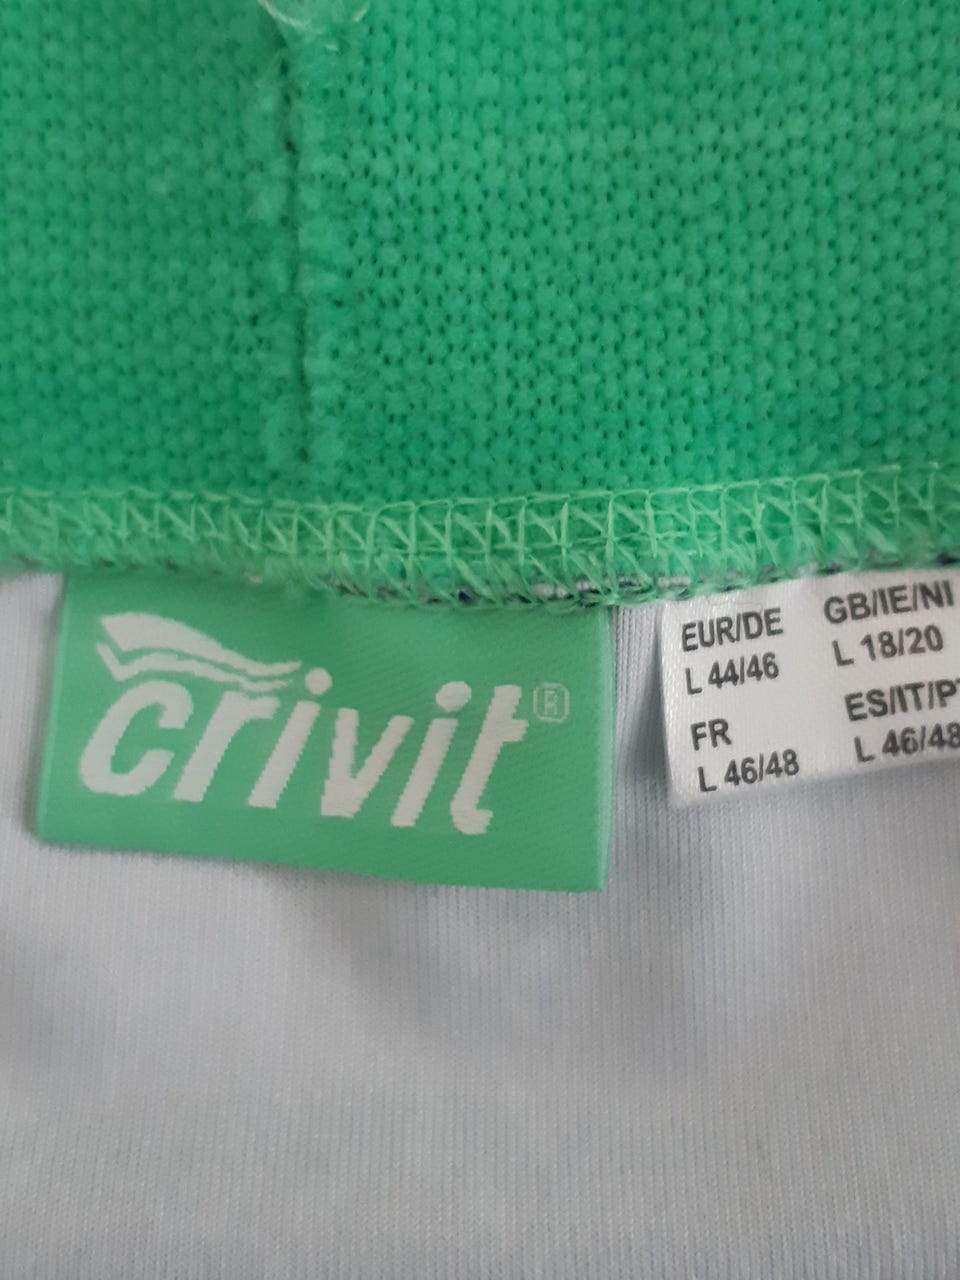 crivit®
EUR/DE
L 44/46
GB/IE/NI
L 18/20
FR
L 46/48
ES/IT/PT
L 46/48